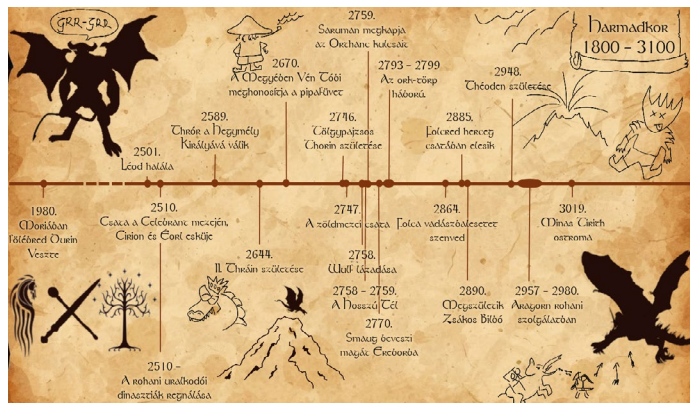 GRR-GRR
Harmadkor
1800 - 3100
2759.
Saruman megkapja
az Orthanc kulcsait
2670.
A Megyében Vén Tóbi
meghonosítja a pipafüvet
2793 - 2799
Az ork-törp
háború
2948.
Théoden születése
2589.
Thrór a Hegymély
Királyává válik
2746.
Tölgypajzsos
Thorin születése
2885.
Folcred herceg
csatában elesik
2501.
Léod halála
1980.
Moriában
fölébred Durin
Veszte
2510.
Csata a Celebrant mezején,
Cirion és Eorl esküje
2644.
II. Thráin születése
2747.
A zöldmezei csata
2758.
Wulf lázadása
2758 - 2759.
A Hosszú Tél
2770.
Smaug beveszi
magát Ereborba
2864.
Folca vadászbalesetet
szenved
2890.
Megszületik
Zsákos Bilbó
2957 - 2980.
Aragorn rohani
szolgálatban
3019.
Minas Tirith
ostroma
2510 -
A rohani uralkodói
dinasztiák regnálása